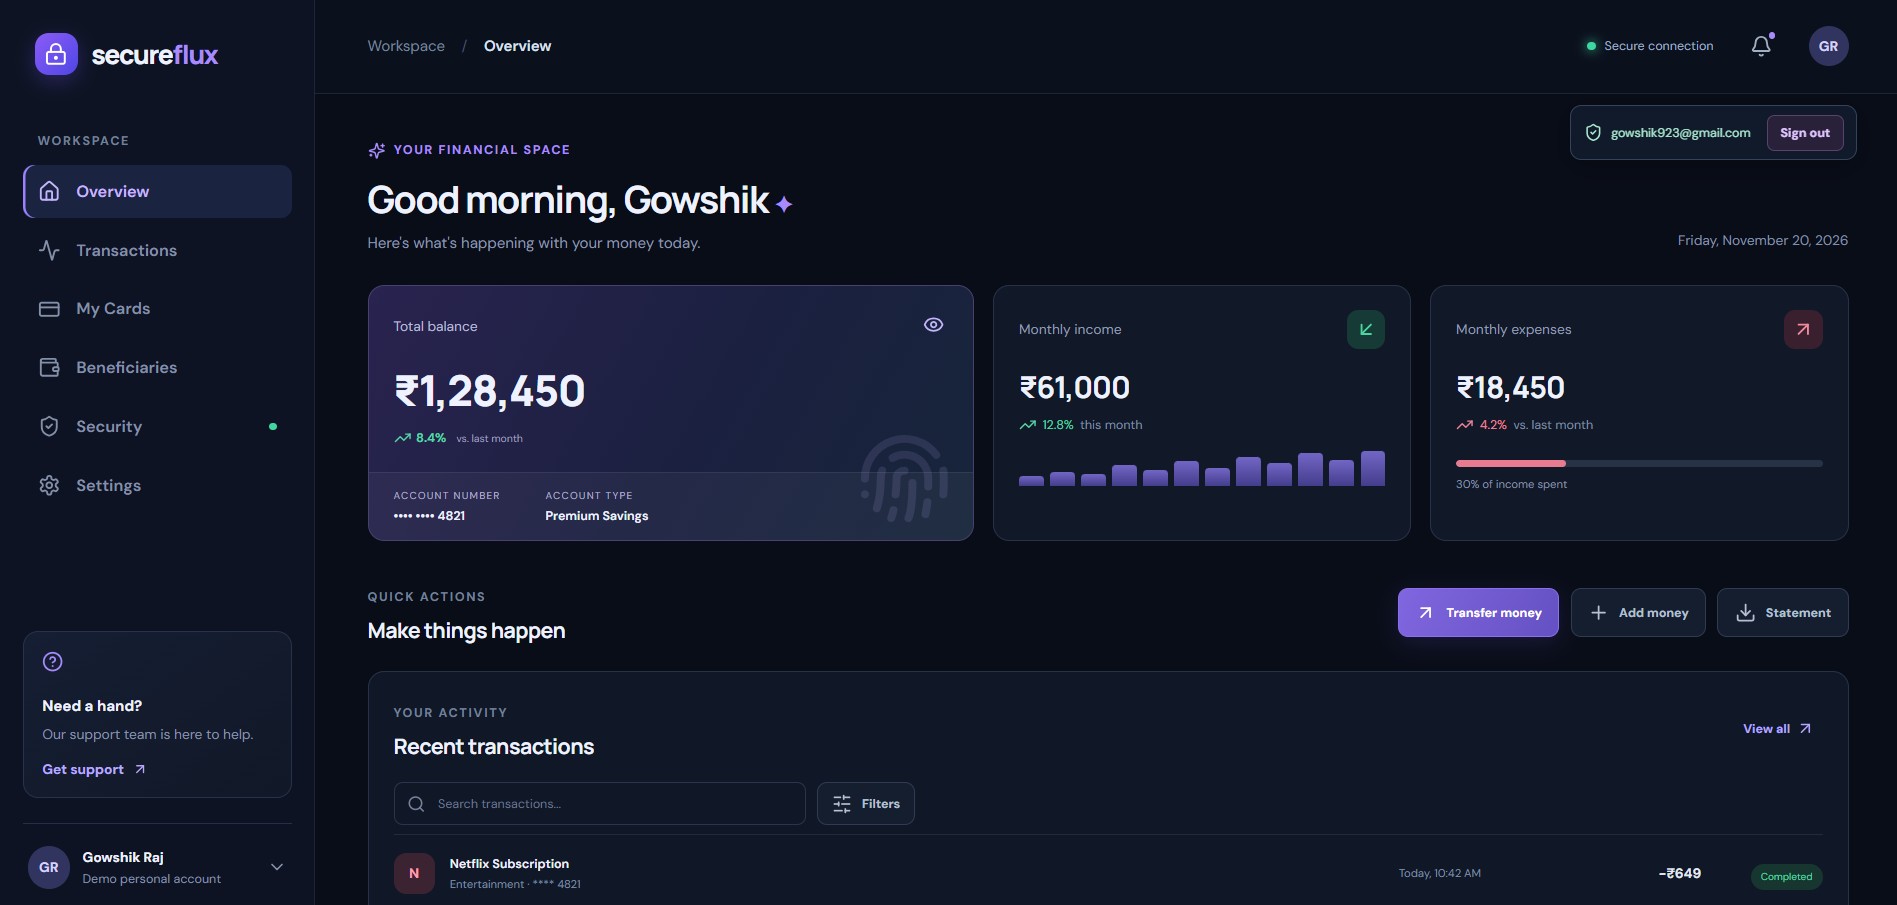 secureflux
WORKSPACE
Overview
Transactions
My Cards
Beneficiaries
Security
Settings
Need a hand?
Our support team is here to help.
Get support
GR
Gowshik Raj
Demo personal account
Workspace / Overview
Secure connection
GR
gowshik923@gmail.com
Sign out
YOUR FINANCIAL SPACE
Good morning, Gowshik
Here's what's happening with your money today.
Friday, November 20, 2026
Total balance
₹1,28,450
8.4% vs. last month
ACCOUNT NUMBER
•••• •••• 4821
ACCOUNT TYPE
Premium Savings
Monthly income
₹61,000
12.8% this month
Monthly expenses
₹18,450
4.2% vs. last month
30% of income spent
QUICK ACTIONS
Make things happen
Transfer money
Add money
Statement
YOUR ACTIVITY
Recent transactions
View all
Search transactions...
Filters
N
Netflix Subscription
Entertainment · **** 4821
Today, 10:42 AM
-₹649
Completed